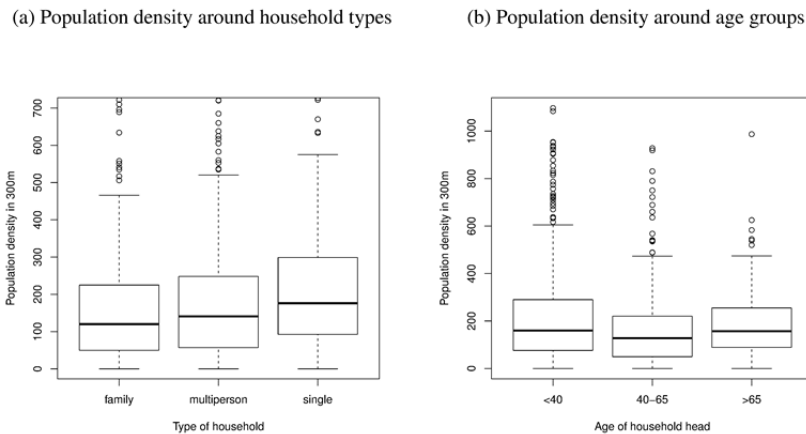 (a) Population density around household types
(b) Population density around age groups
Population density in 300m
700
600
500
400
300
200
100
0
family multiperson single
Type of household
Population density in 300m
1000
800
600
400
200
0
<40 40−65 >65
Age of household head